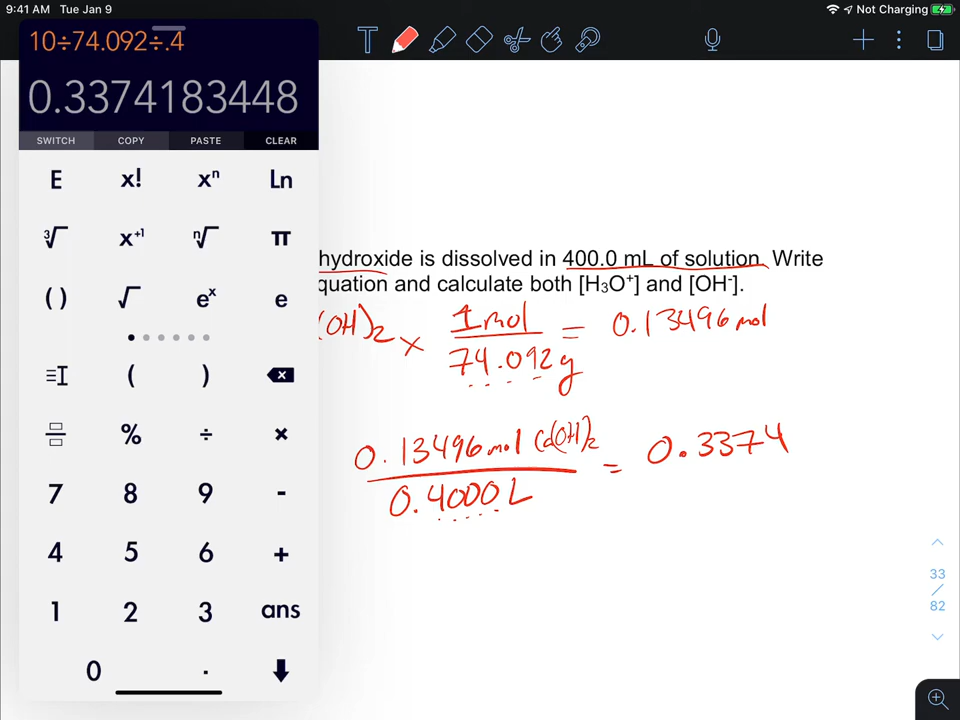 9:41 AM Tue Jan 9
Not Charging
10÷74.092÷.4
0.3374183448
SWITCH COPY PASTE CLEAR
E x! xⁿ Ln
³√ x⁺¹ ⁿ√ π
( ) √ eˣ e
( )
% ÷ ×
7 8 9 -
4 5 6 +
1 2 3 ans
0 .
T
hydroxide is dissolved in 400.0 mL of solution. Write
quation and calculate both [H₃O⁺] and [OH⁻].
(OH)₂ × 1 mol / 74.092 g = 0.13496 mol
0.13496 mol Ca(OH)₂ / 0.4000 L = 0.3374
33
/
82